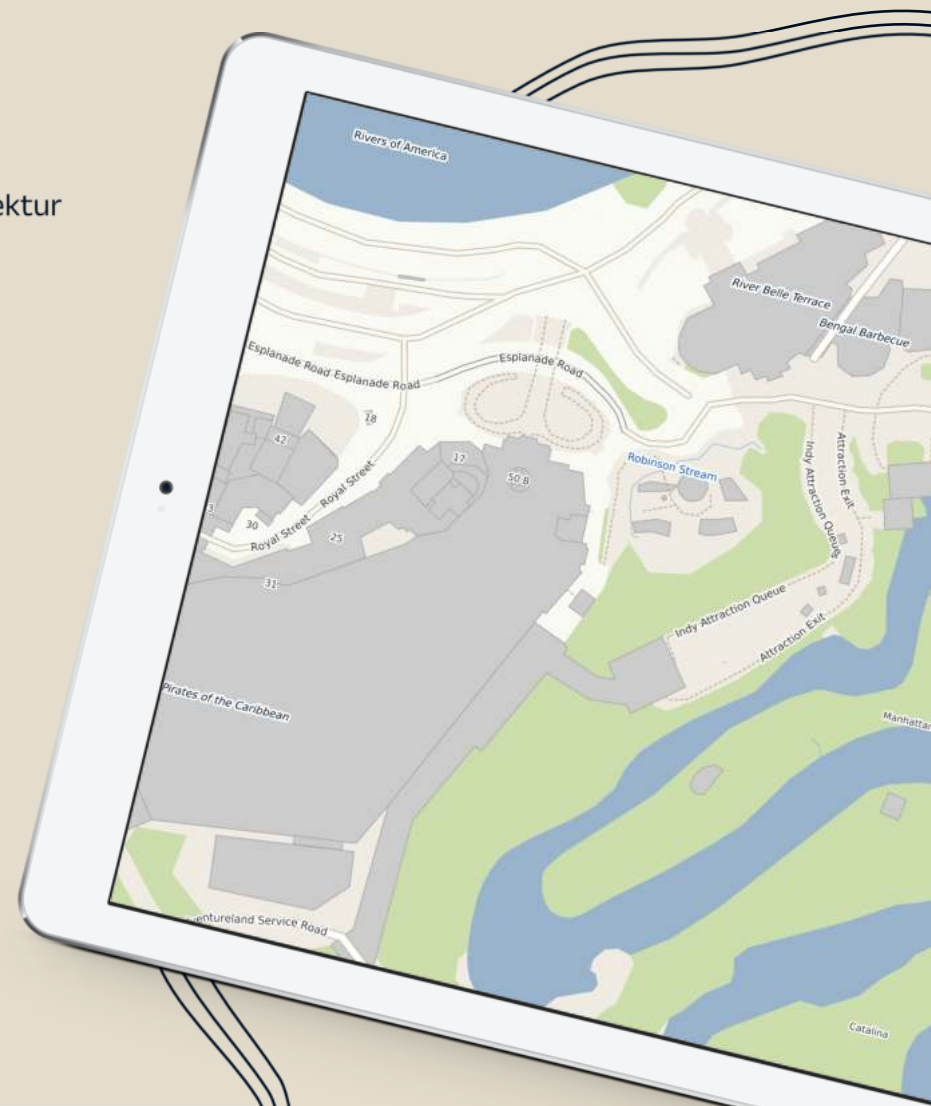 ektur
Rivers of America
River Belle Terrace
Bengal Barbecue
Esplanade Road
Esplanade Road
Esplanade Road
18
42
17
50 B
Robinson Stream
Indy Attraction Queue
Attraction Exit
Royal Street
Royal Street
3
30
25
31
Indy Attraction Queue
Attraction Exit
Pirates of the Caribbean
Manhattan
entureland Service Road
Catalina